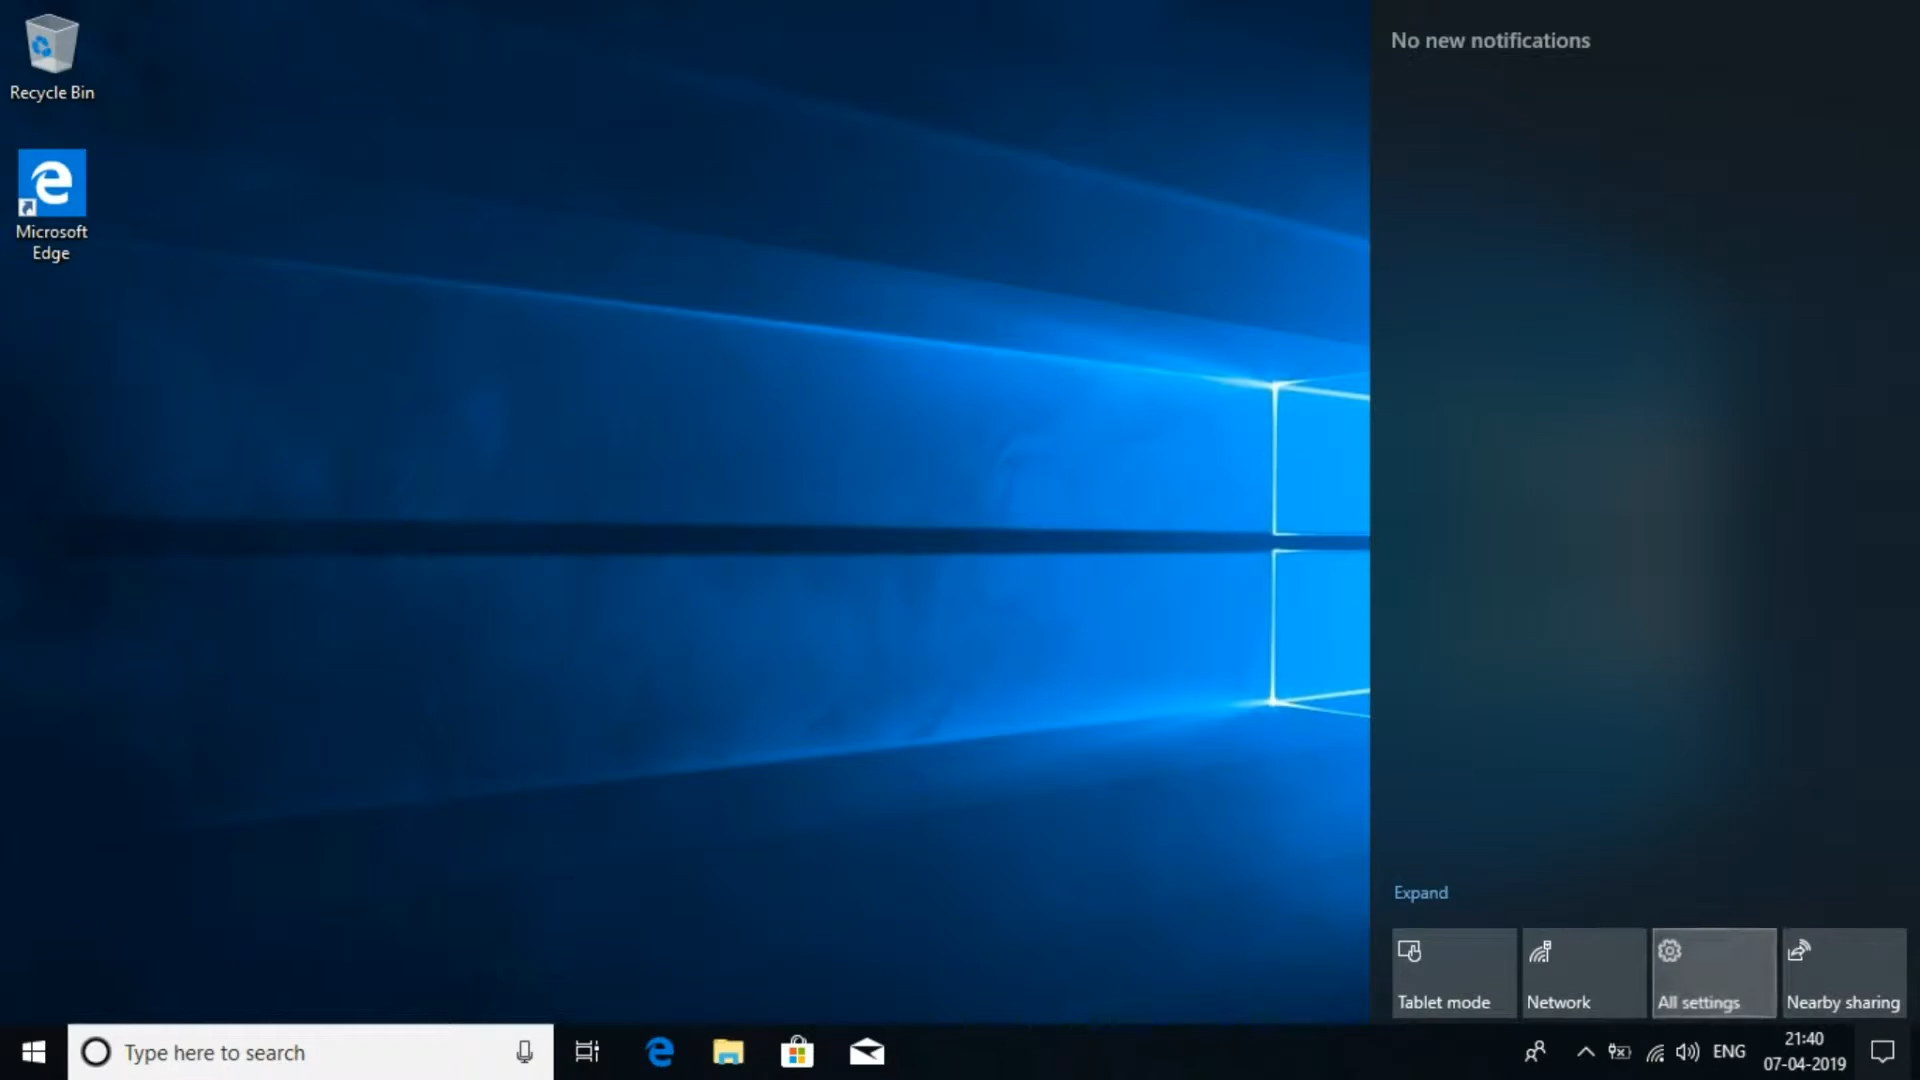 Recycle Bin
Microsoft
Edge
No new notifications
Expand
Tablet mode
Network
All settings
Nearby sharing
Type here to search
ENG
21:40
07-04-2019